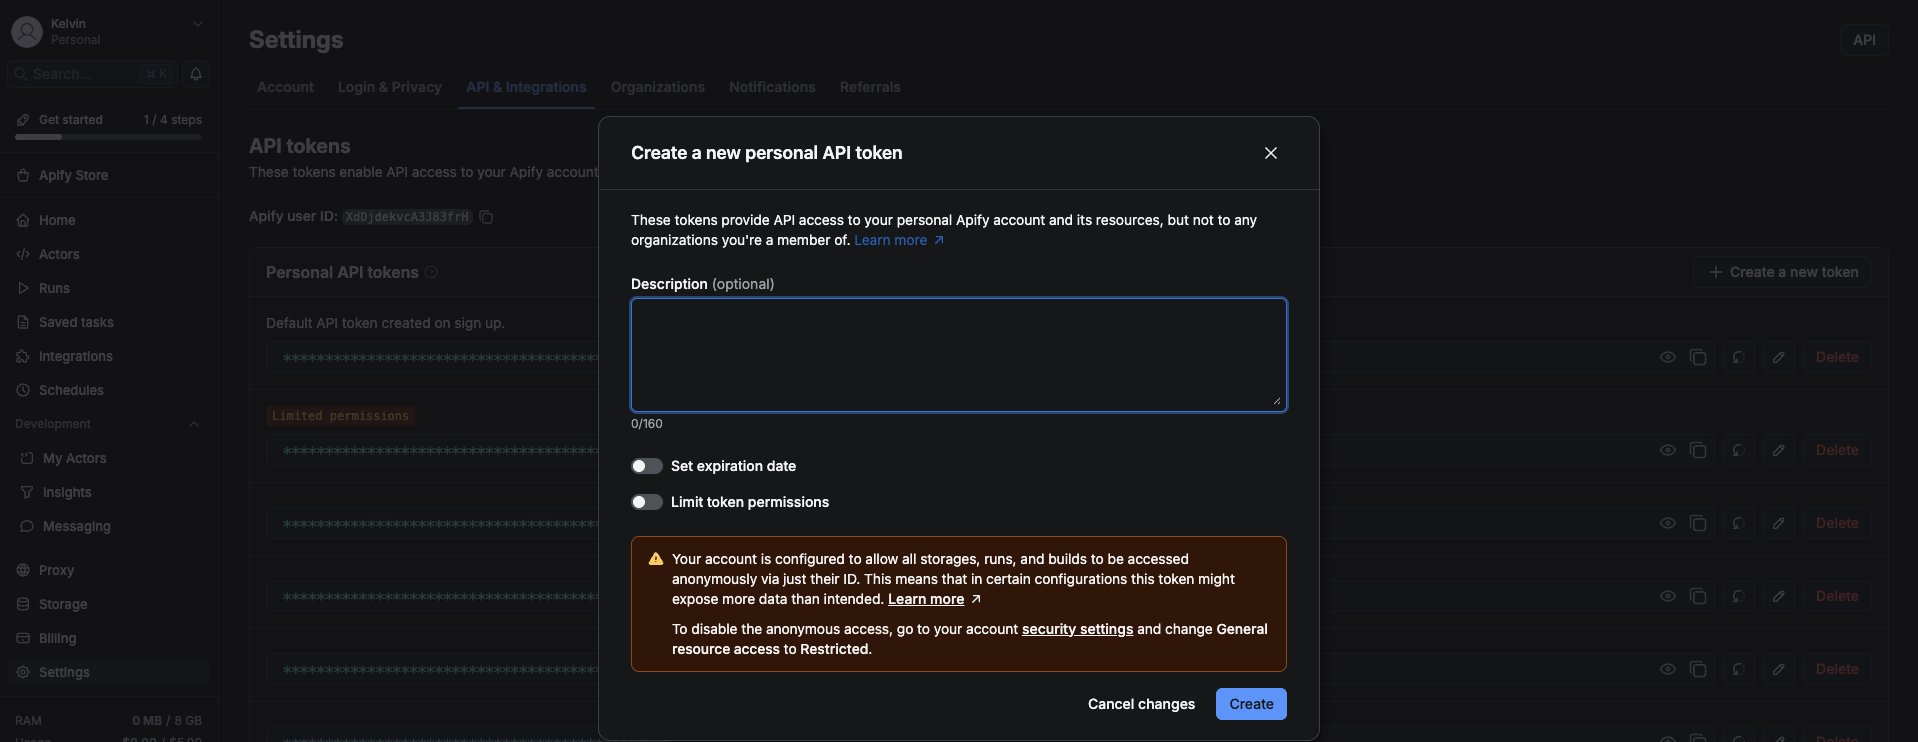 Kelvin
Personal
Search...
⌘ K
Get started 1 / 4 steps
Apify Store
Home
Actors
Runs
Saved tasks
Integrations
Schedules
Development
My Actors
Insights
Messaging
Proxy
Storage
Billing
Settings
RAM 0 MB / 8 GB
Usage $0.00 / $5.00
Settings
API
Account Login & Privacy API & Integrations Organizations Notifications Referrals
API tokens
These tokens enable API access to your Apify account
Apify user ID: XdDjdekvcA3J83frH
Personal API tokens
Create a new token
Default API token created on sign up.
**************************************
Delete
Limited permissions
**************************************
Delete
**************************************
Delete
**************************************
Delete
**************************************
Delete
**************************************
Delete
Create a new personal API token
These tokens provide API access to your personal Apify account and its resources, but not to any
organizations you're a member of. Learn more
Description (optional)
0/160
Set expiration date
Limit token permissions
Your account is configured to allow all storages, runs, and builds to be accessed
anonymously via just their ID. This means that in certain configurations this token might
expose more data than intended. Learn more
To disable the anonymous access, go to your account security settings and change General
resource access to Restricted.
Cancel changes
Create